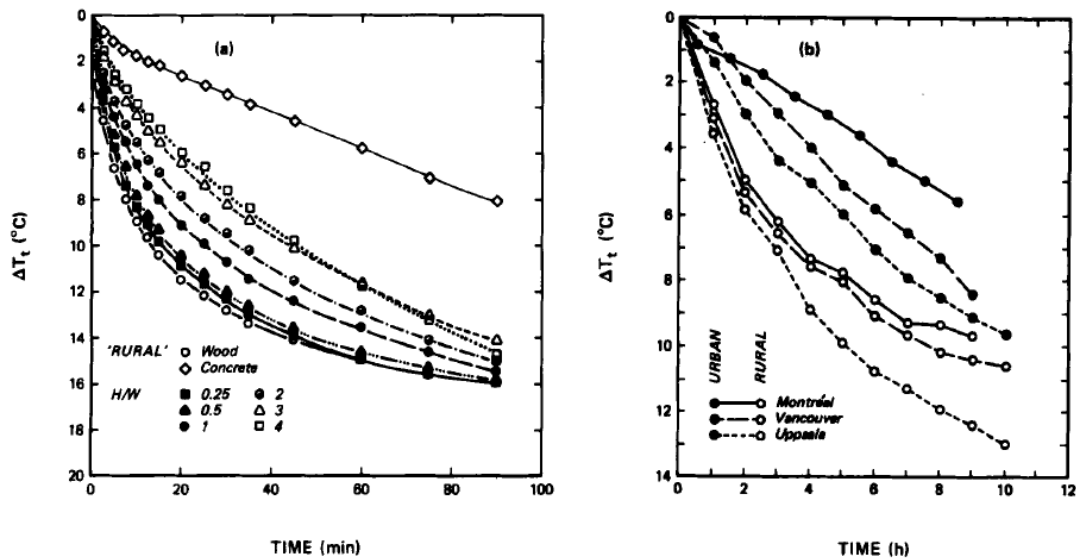 0
2
4
6
8
10
12
14
16
18
20
ΔTt (°C)
(a)
'RURAL' Wood
Concrete
H/W 0.25 2
0.5 3
1 4
0 20 40 60 80 100
TIME (min)
0
2
4
6
8
10
12
13
14
ΔTt (°C)
(b)
URBAN
RURAL
Montréal
Vancouver
Uppsala
0 2 4 6 8 10 12
TIME (h)